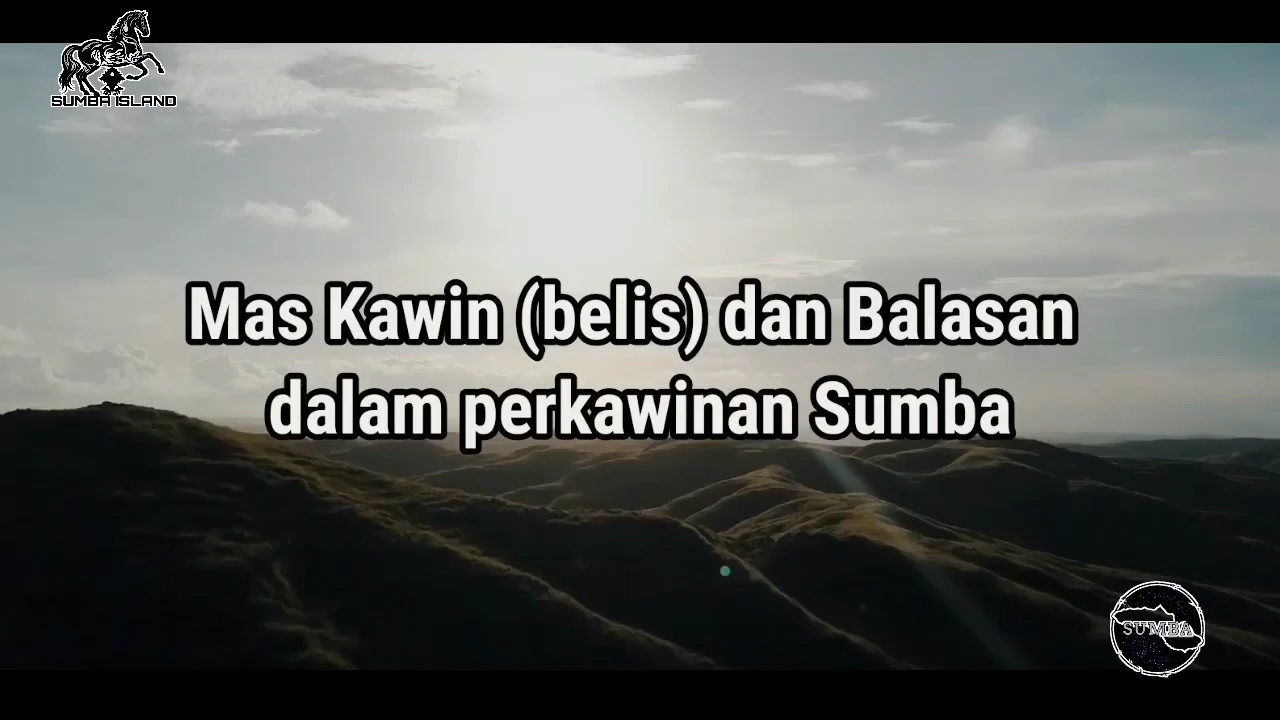 SUMBA ISLAND
Mas Kawin (belis) dan Balasan
dalam perkawinan Sumba
SUMBA